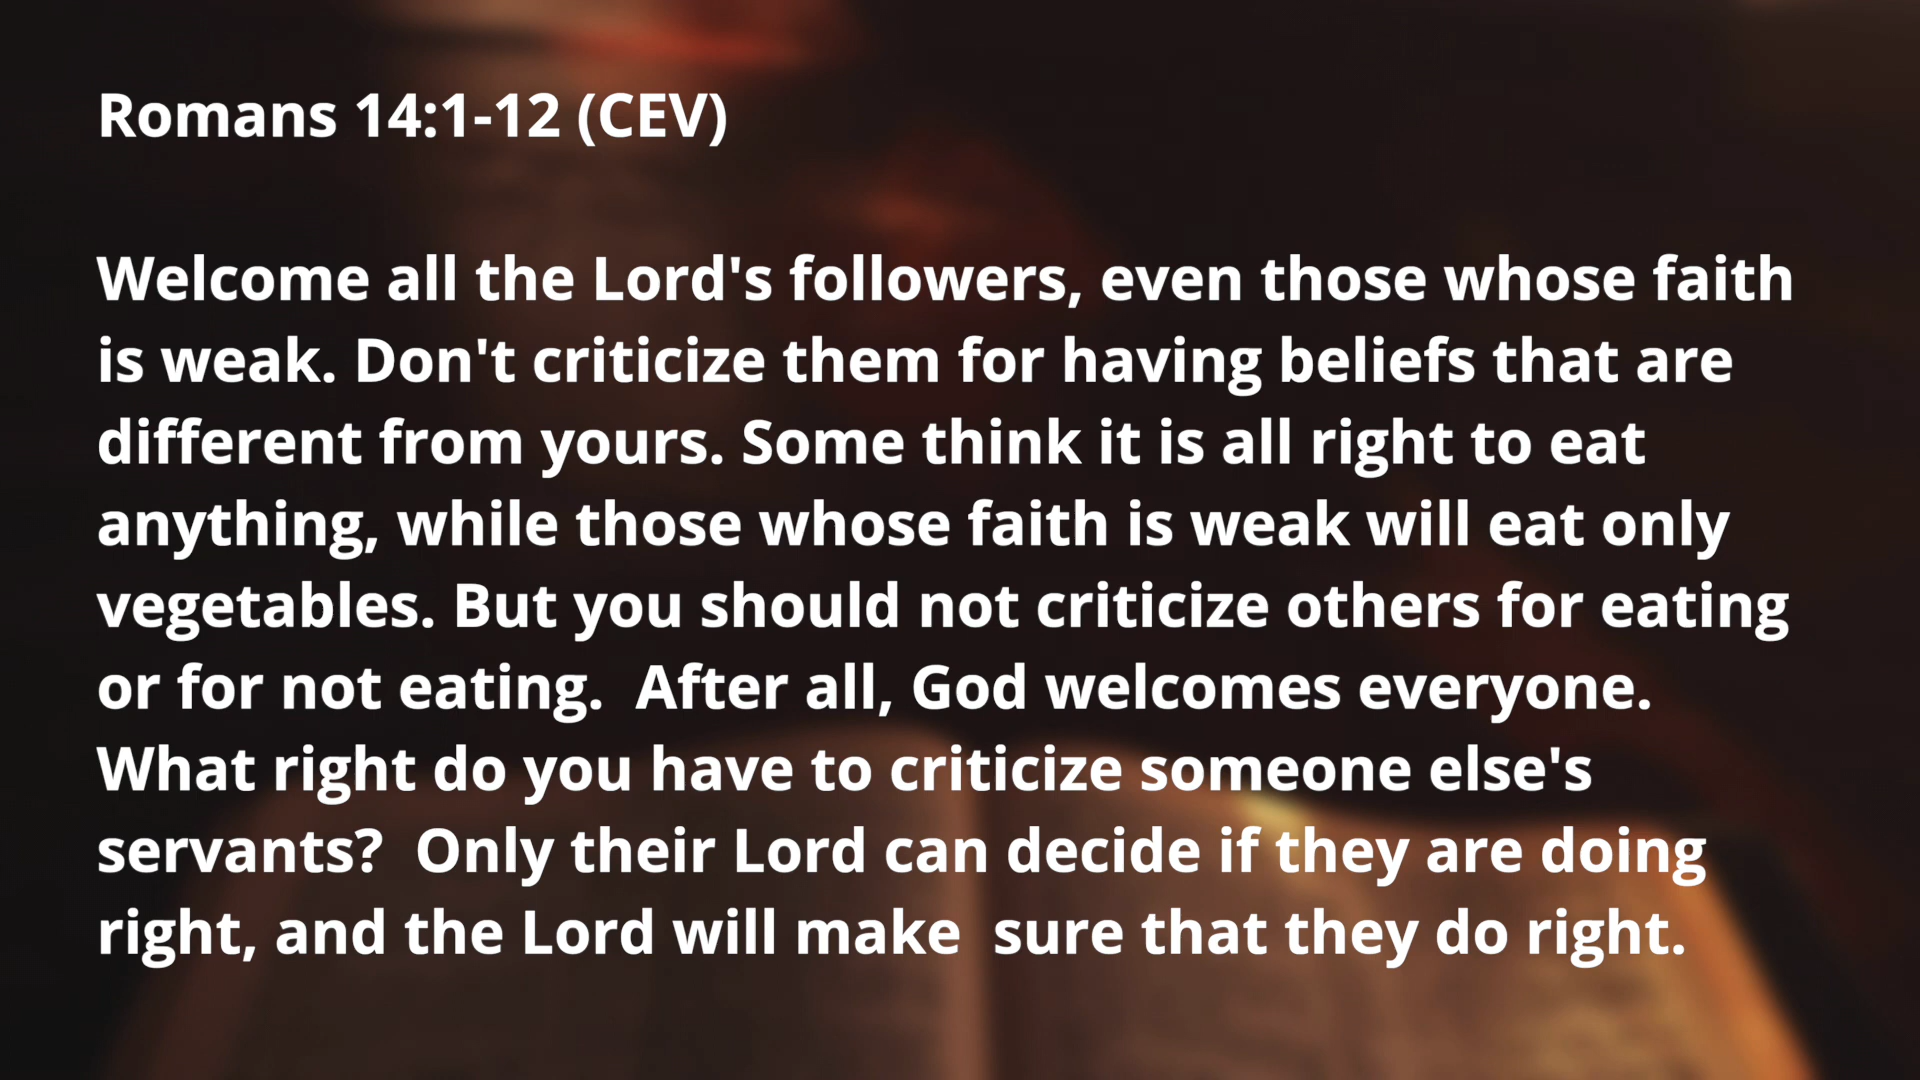 Romans 14:1-12 (CEV)
Welcome all the Lord's followers, even those whose faith
is weak. Don't criticize them for having beliefs that are
different from yours. Some think it is all right to eat
anything, while those whose faith is weak will eat only
vegetables. But you should not criticize others for eating
or for not eating.  After all, God welcomes everyone.
What right do you have to criticize someone else's
servants?  Only their Lord can decide if they are doing
right, and the Lord will make  sure that they do right.